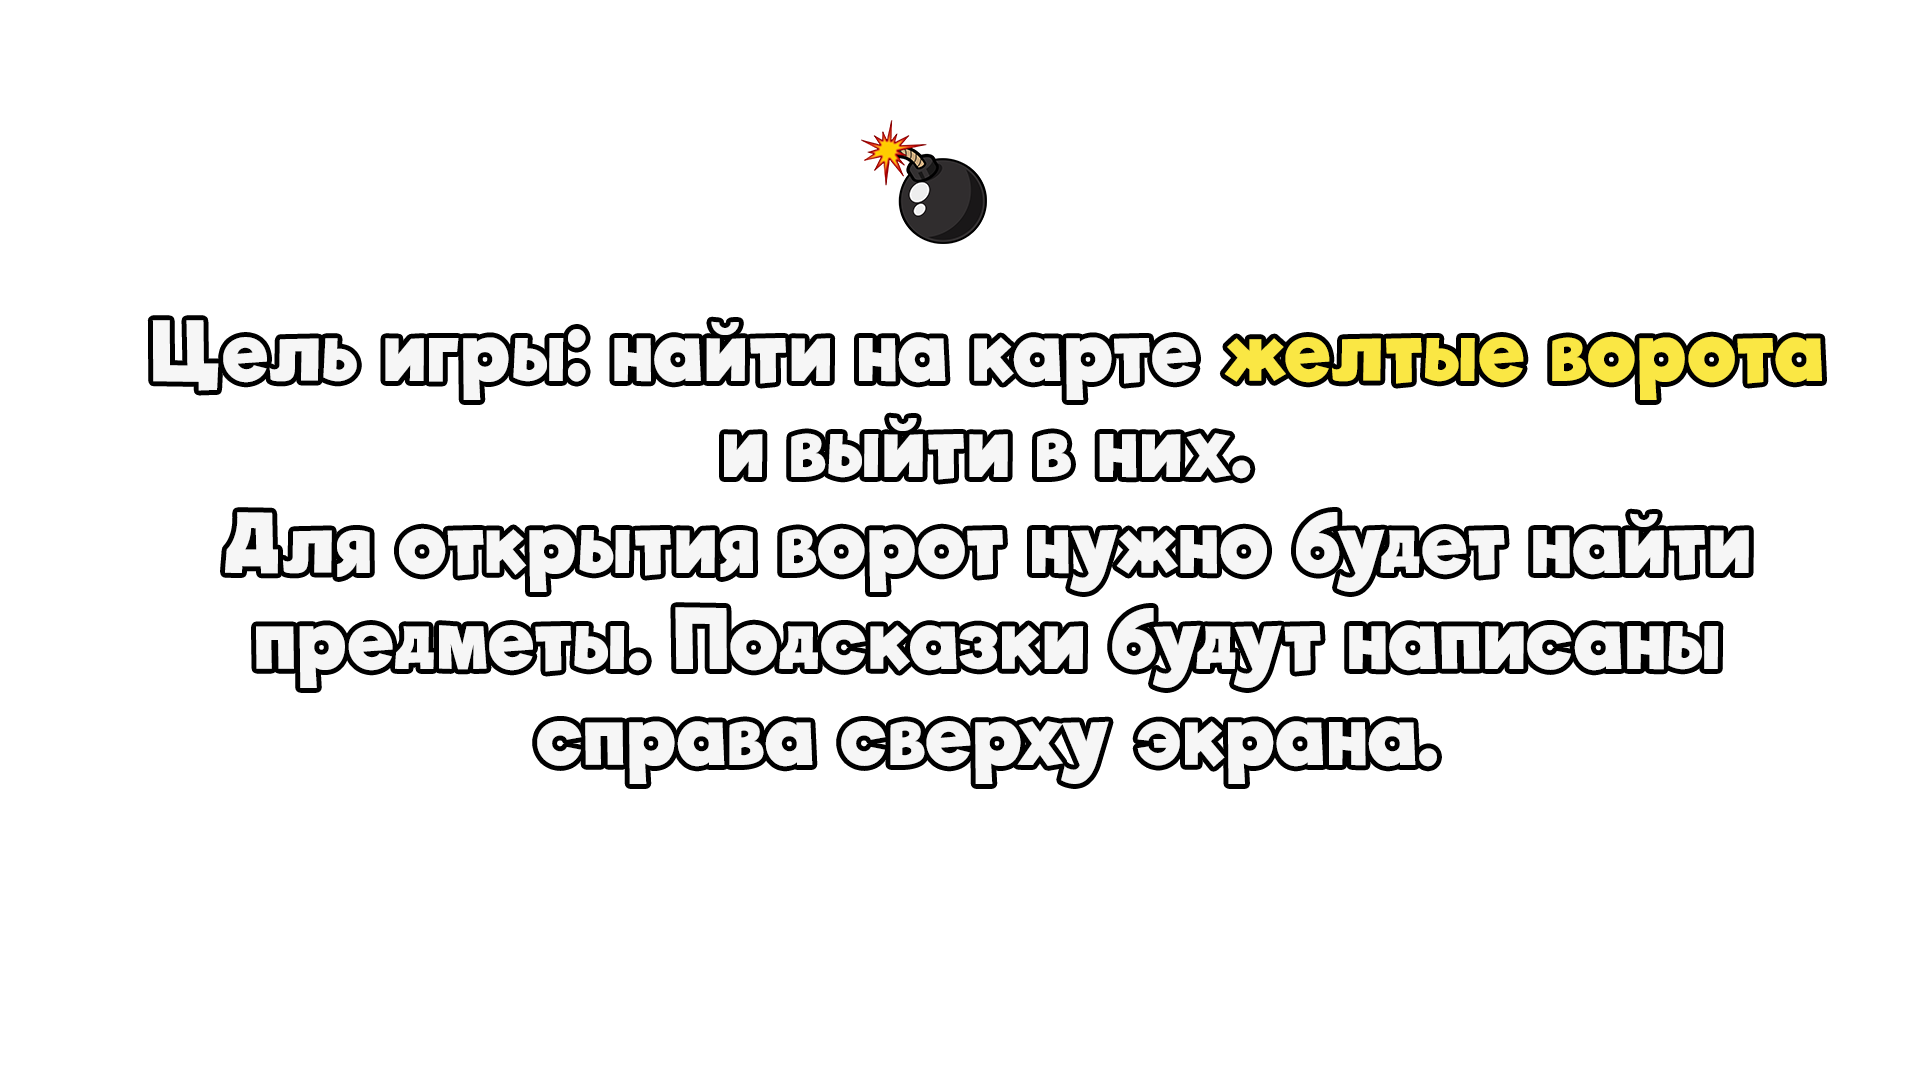 Цель игры: найти на карте желтые ворота
и выйти в них.
Для открытия ворот нужно будет найти
предметы. Подсказки будут написаны
справа сверху экрана.